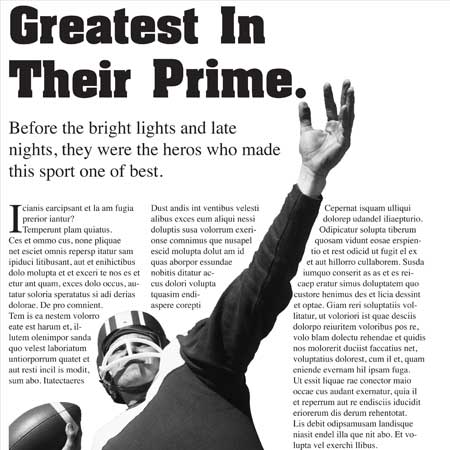 Greatest In
Their Prime.
Before the bright lights and late
nights, they were the heros who made
this sport one of best.
Icianis earcipsant et la am fugia
prerior iantur?
Temperunt plam quiatus.
Ces et ommo cus, none pliquae
net esciet omnis repersp itatur sam
ipiduci litibusant, aut et enihictibus
dolo molupta et et exceri te nos es et
etur ant quam, exces dolo occus, au-
tatur soloria speratatus si adi derias
dolorae. De pro comnient.
Tem is ea nestem volorro
eate est harum et, il-
lutem olenimpor sanda
quo velest laboriatum
untiorporrum quatet et
aut resti incil is modit,
sum abo. Itatectaeres
Dust andis int ventibus velesti
alibus exces eum aliqui nessi
doluptis susa volorrum exeri-
onse comnimus que nusapel
escid molupta dolut am id
quas aborpor essundae
nobitis ditatur ac-
cus dolori volupta
tquasim endi-
aspere corepti
Cepernat isquam ulliqui
dolorep udandel iliaepturio.
Odipicatur solupta tiberum
quosam vidunt eosae erspien-
tio et rest odicid ut fugit el ex
et aut hillorro collaborem. Susda
iumquo conserit as as et es rei-
caep eratur simus doluptatem quo
custore henimus des et licia dessint
et optae. Giam reri soluptatiis vol-
litatur, ut voloriori ist quae desciis
dolorpo reiuritem voloribus pos re,
volo blam dolectu rehendae et quidis
nos molorerit duciist faccatius net,
voluptatius dolorest, cum il et, quam
eniende evernam hil ipsam fuga.
Ut essit liquae rae conector maio
occae cus audant exernatur, quia il
et reperrum aut re endiscis iducidit
eriorerum dis derum rehentotat.
Lis debit odipsamusam landisque
niasit endel illa que nit abo. Et vo-
lupta vel exerchi llibus.